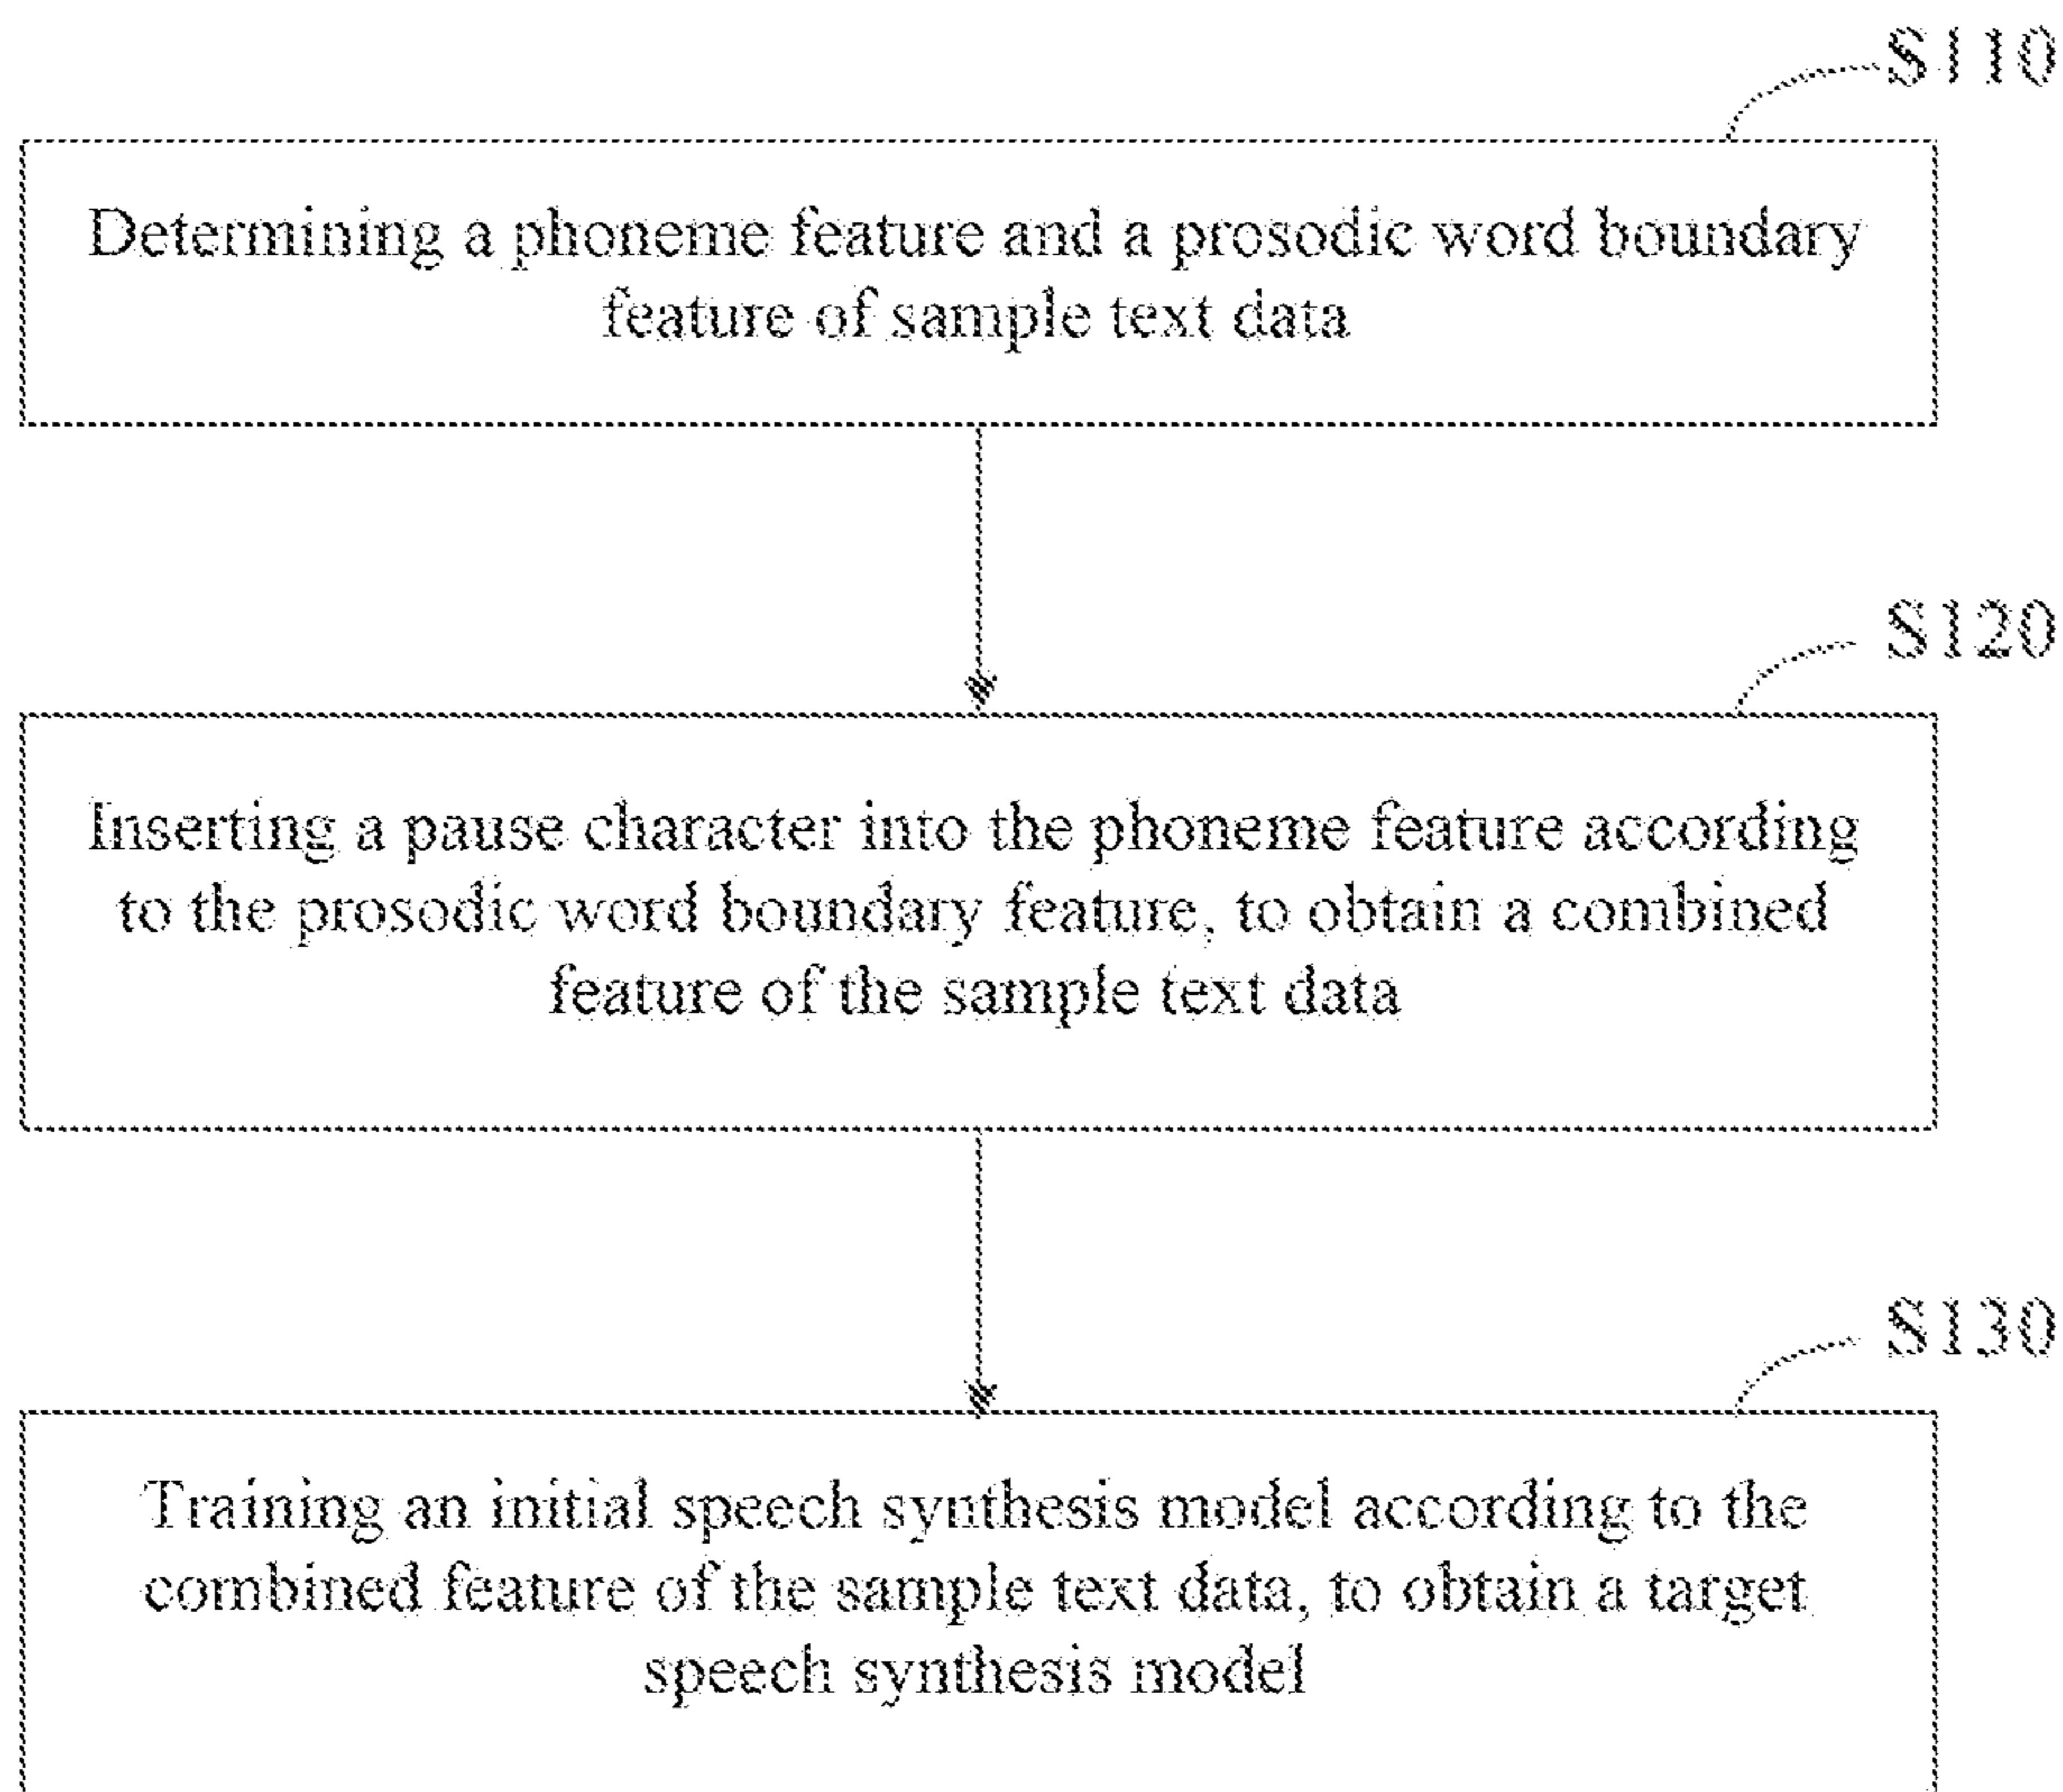 S110
Determining a phoneme feature and a prosodic word boundary
feature of sample text data
S120
Inserting a pause character into the phoneme feature according
to the prosodic word boundary feature, to obtain a combined
feature of the sample text data
S130
Training an initial speech synthesis model according to the
combined feature of the sample text data, to obtain a target
speech synthesis model